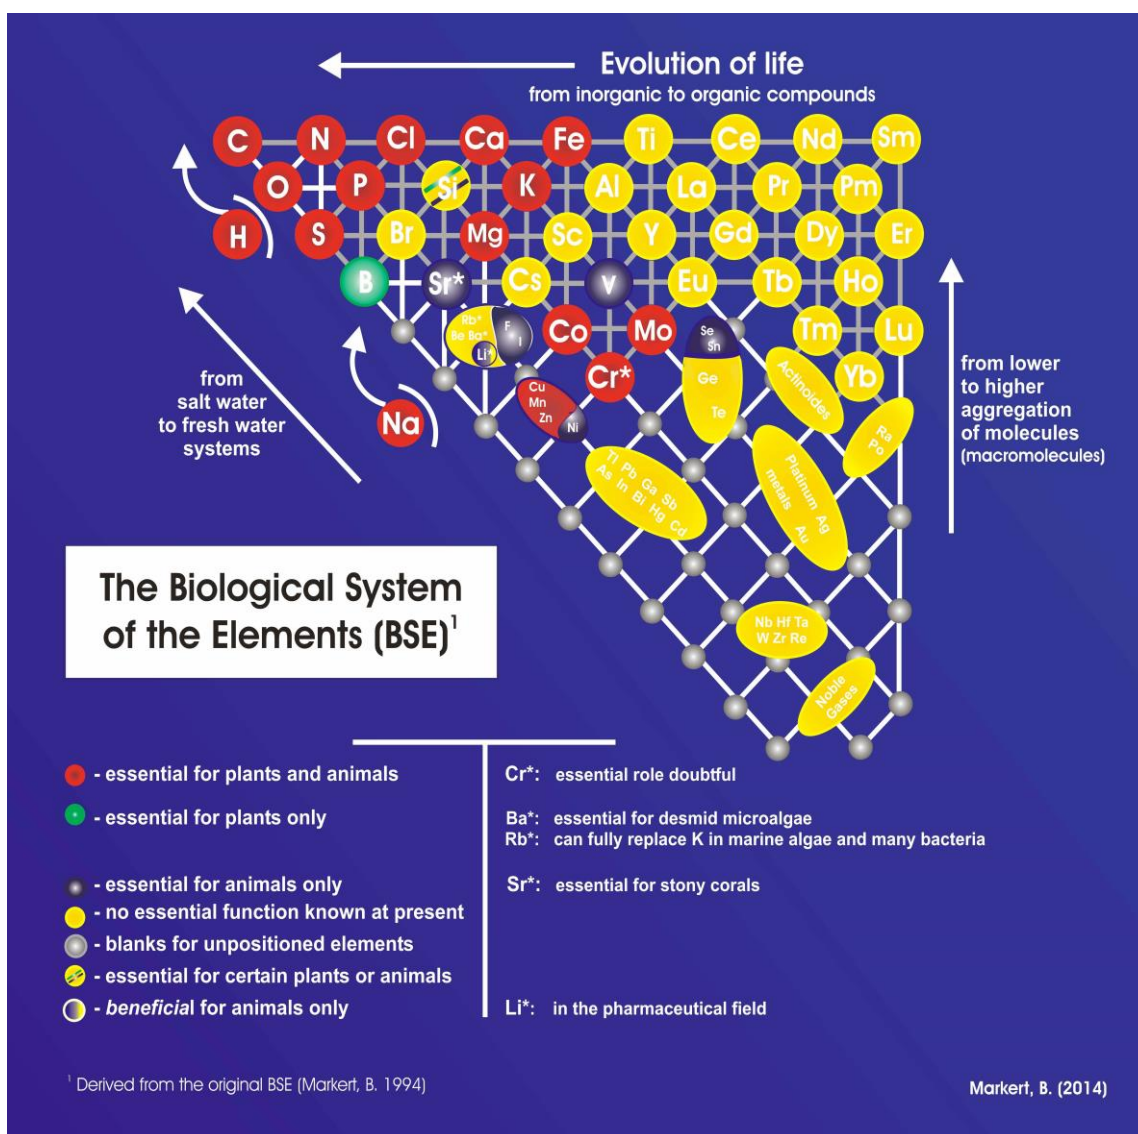 Evolution of life
from inorganic to organic compounds
C N Cl Ca Fe Ti Ce Nd Sm
O P Si K Al La Pr Pm
H S Br Mg Sc Y Gd Dy Er
B Sr* Cs V Eu Tb Ho
Rb* F
Be Ba* I
Li*
Co Mo
Se
Sn
Ge
Te
Tm Lu
Cr*
Actinoides
Yb
Cu
Mn
Zn
Ni
Na
Ra
Po
from
salt water
to fresh water
systems
from lower
to higher
aggregation
of molecules
(macromolecules)
Tl Pb Ga Sb
As In Bi Hg Cd
Platinum Ag
metals Au
Nb Hf Ta
W Zr Re
Noble
Gases
The Biological System
of the Elements (BSE)¹
- essential for plants and animals
- essential for plants only
- essential for animals only
- no essential function known at present
- blanks for unpositioned elements
- essential for certain plants or animals
- beneficial for animals only
Cr*: essential role doubtful
Ba*: essential for desmid microalgae
Rb*: can fully replace K in marine algae and many bacteria
Sr*: essential for stony corals
Li*: in the pharmaceutical field
¹ Derived from the original BSE (Markert, B. 1994)
Markert, B. (2014)